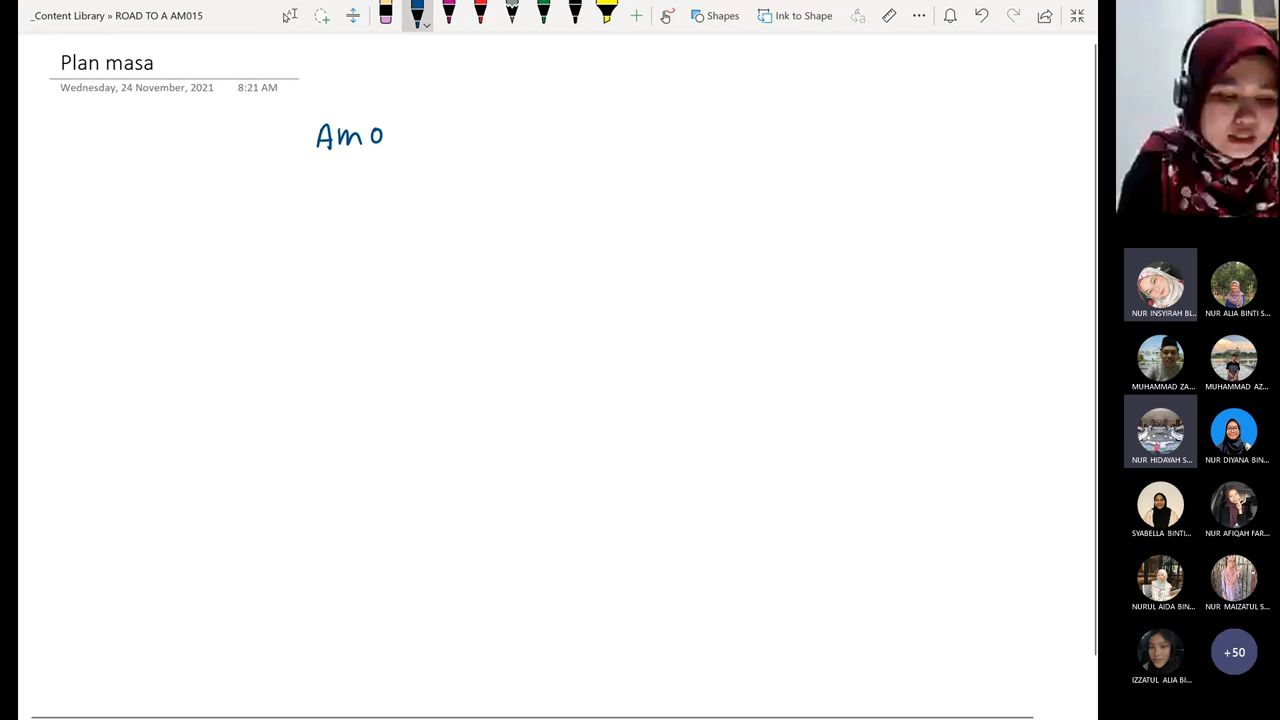 _Content Library » ROAD TO A AM015
Shapes
Ink to Shape
Plan masa
Wednesday, 24 November, 2021 8:21 AM
Am 0
NUR INSYIRAH BI... NUR ALIA BINTI S...
MUHAMMAD ZA... MUHAMMAD AZ...
NUR HIDAYAH S... NUR DIYANA BIN...
SYABELLA BINTI... NUR AFIQAH FAR...
NURUL AIDA BIN... NUR MAIZATUL S...
IZZATUL ALIA BI... +50